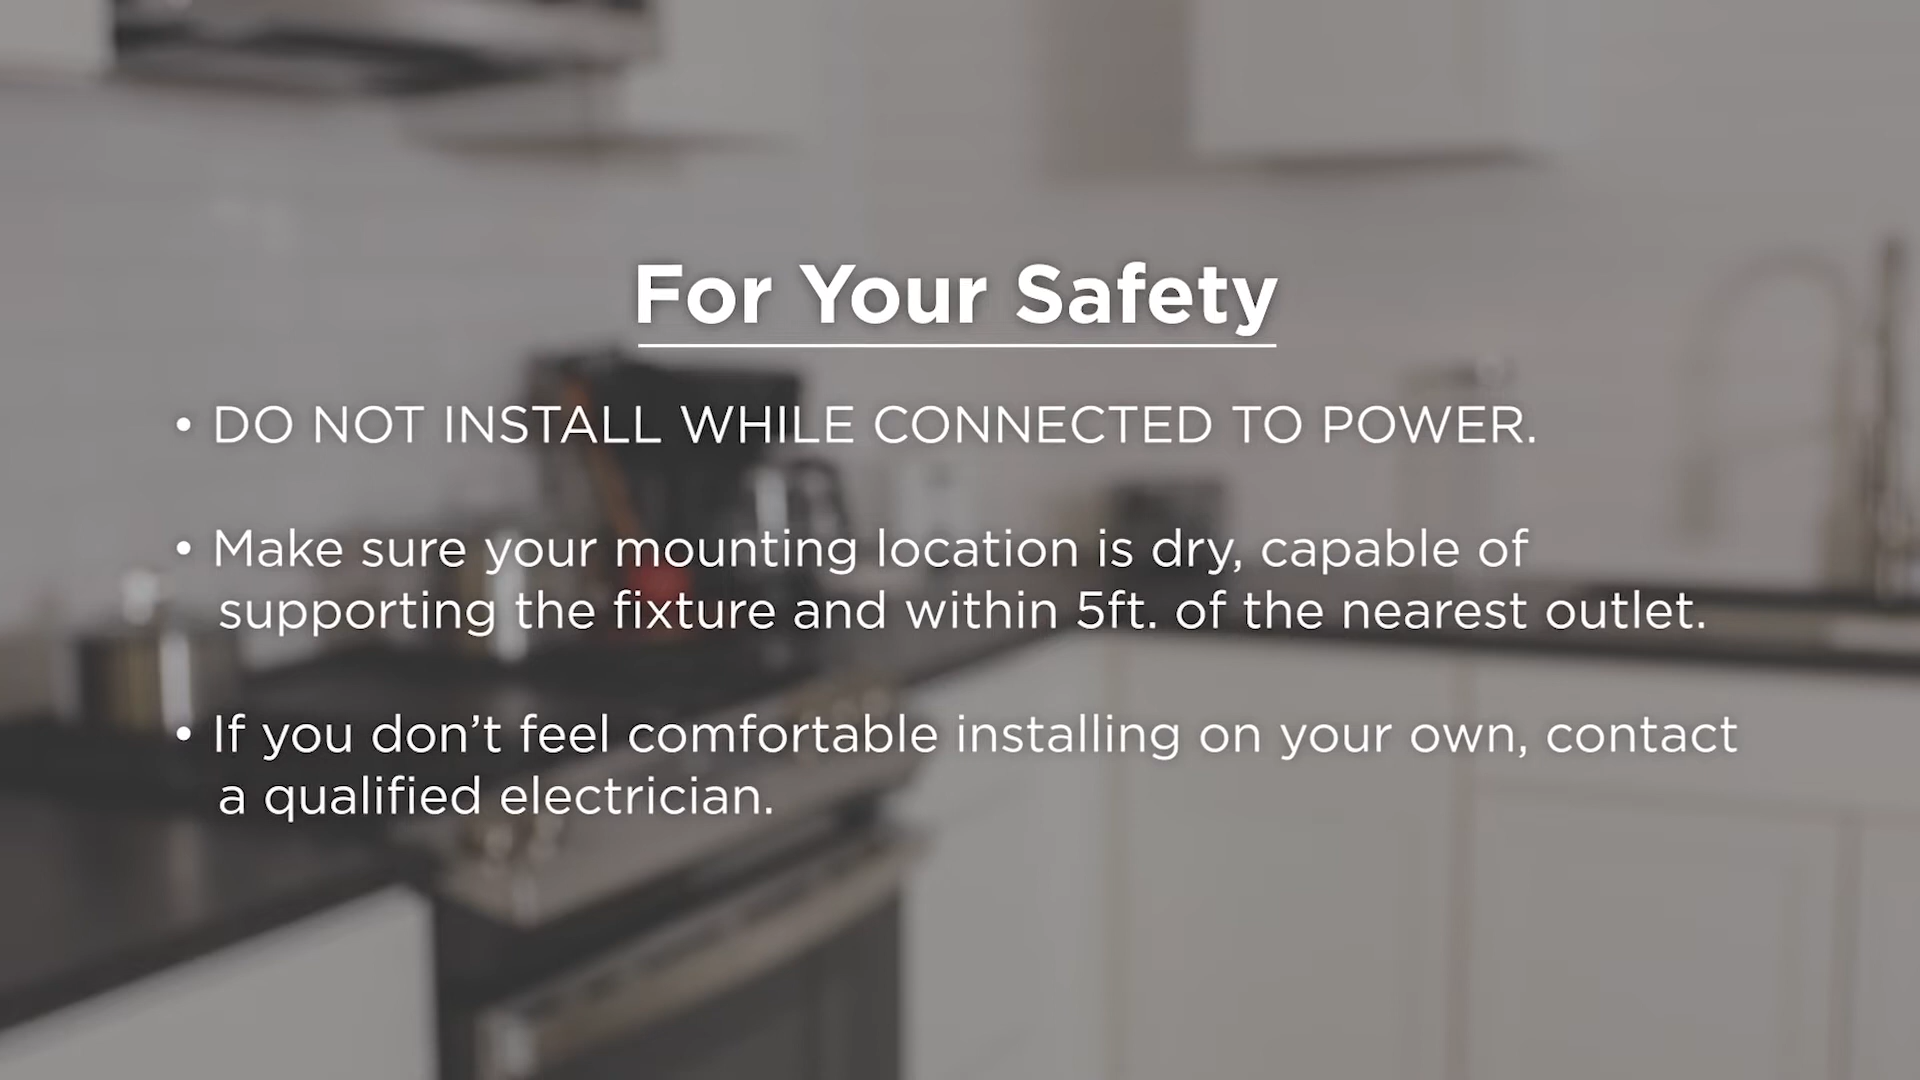 For Your Safety
• DO NOT INSTALL WHILE CONNECTED TO POWER.
• Make sure your mounting location is dry, capable of
supporting the fixture and within 5ft. of the nearest outlet.
• If you don’t feel comfortable installing on your own, contact
a qualified electrician.